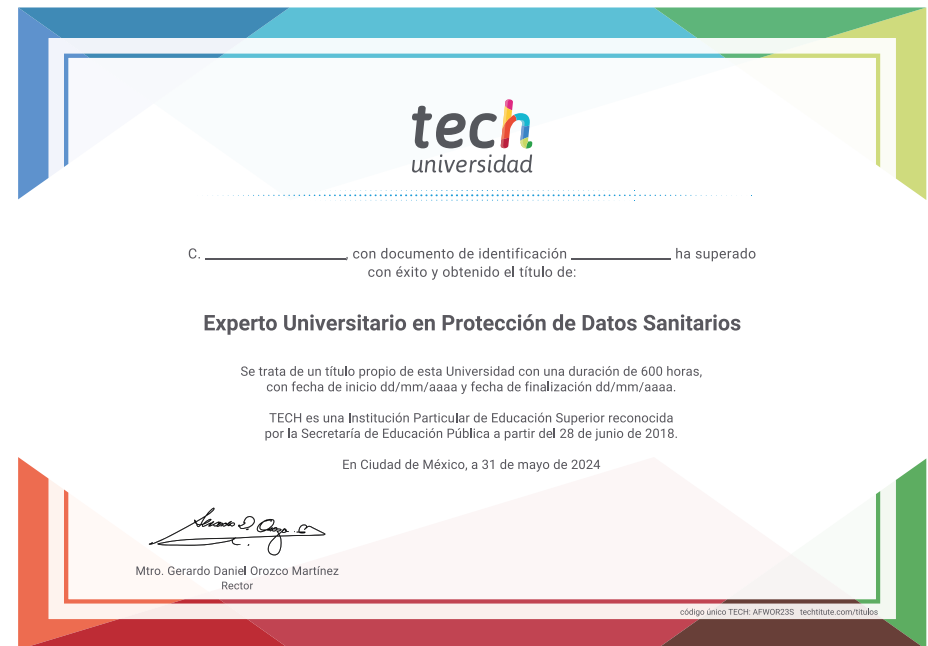 tech
universidad
C. ____________________, con documento de identificación ______________ ha superado
con éxito y obtenido el título de:
Experto Universitario en Protección de Datos Sanitarios
Se trata de un título propio de esta Universidad con una duración de 600 horas,
con fecha de inicio dd/mm/aaaa y fecha de finalización dd/mm/aaaa.
TECH es una Institución Particular de Educación Superior reconocida
por la Secretaría de Educación Pública a partir del 28 de junio de 2018.
En Ciudad de México, a 31 de mayo de 2024
Mtro. Gerardo Daniel Orozco Martínez
Rector
código único TECH: AFWOR23S techtitute.com/titulos